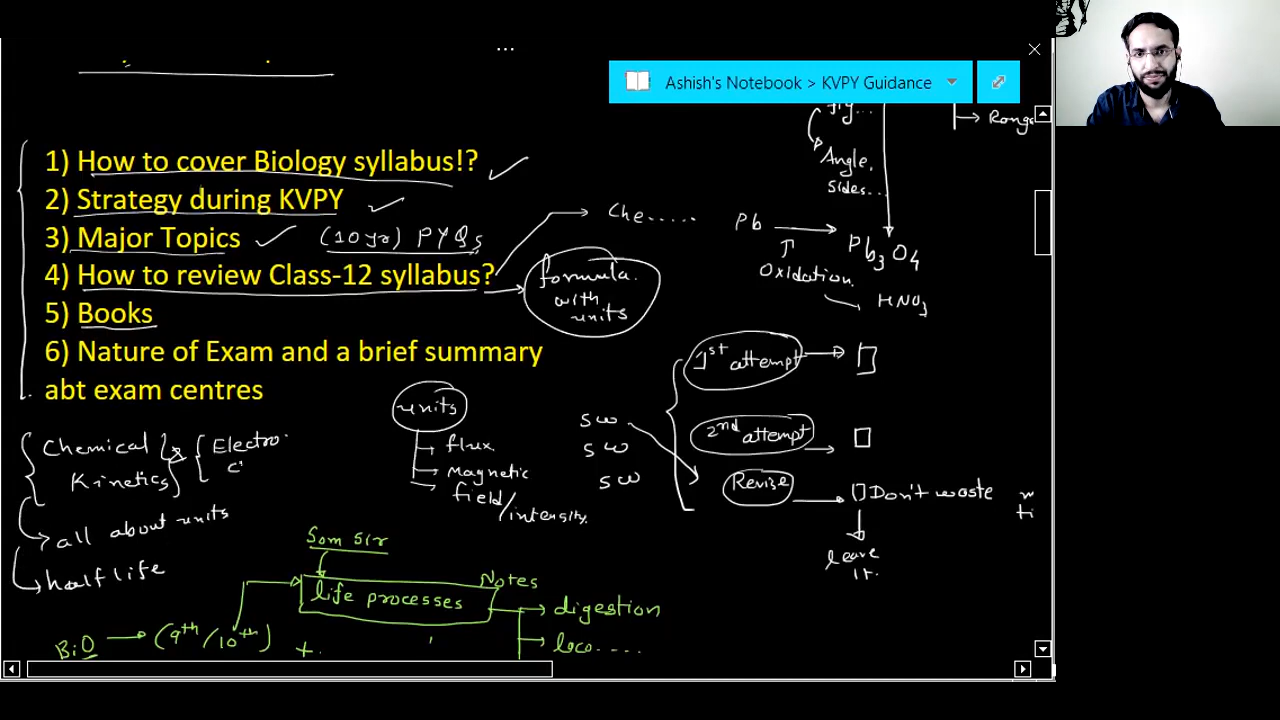 Ashish's Notebook > KVPY Guidance
1) How to cover Biology syllabus!?
2) Strategy during KVPY
3) Major Topics (10 yr) PYQs
4) How to review Class-12 syllabus?
5) Books
6) Nature of Exam and a brief summary
abt exam centres
formula
with
units
Che......
Pb
Pb3O4
Oxidation
HNO3
Angle,
sides...
1st attempt
2nd attempt
Revise
5 w
5 w
5 w
Don't waste
leave
it.
units
flux
magnetic
field/intensity
Chemical
Kinetics
Electro
all about units
half life
Som sir
Notes
life processes
digestion
loco.....
BiO
(9th/10th)
+